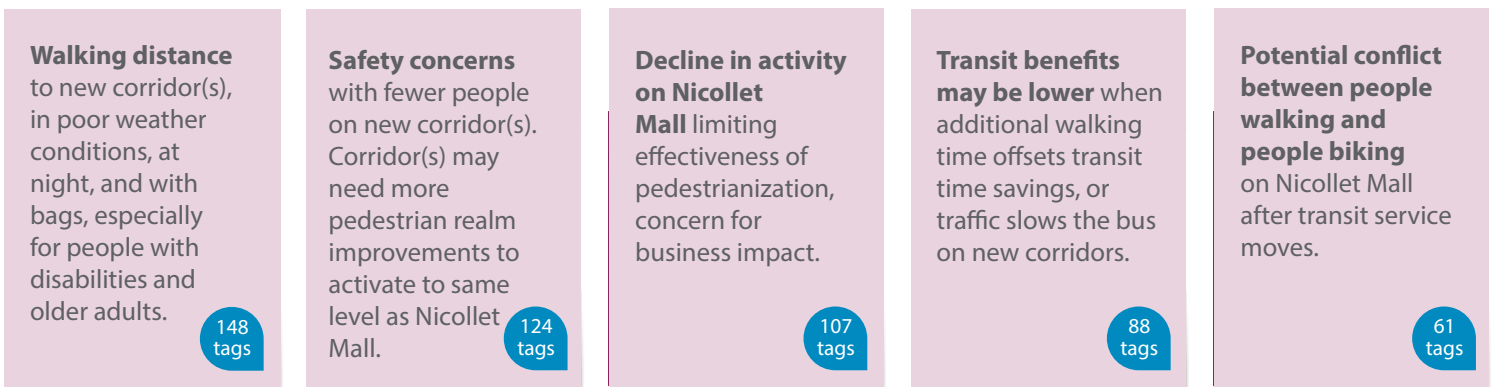 Walking distance
to new corridor(s),
in poor weather
conditions, at
night, and with
bags, especially
for people with
disabilities and
older adults.
148
tags
Safety concerns
with fewer people
on new corridor(s).
Corridor(s) may
need more
pedestrian realm
improvements to
activate to same
level as Nicollet
Mall.
124
tags
Decline in activity
on Nicollet
Mall limiting
effectiveness of
pedestrianization,
concern for
business impact.
107
tags
Transit benefits
may be lower when
additional walking
time offsets transit
time savings, or
traffic slows the bus
on new corridors.
88
tags
Potential conflict
between people
walking and
people biking
on Nicollet Mall
after transit service
moves.
61
tags